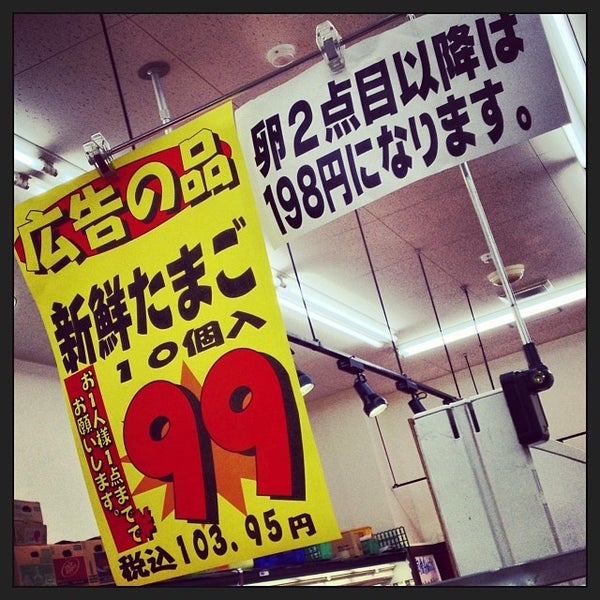 広告の品
新鮮たまご
10個入
お1人様1点までで
お願いします。
¥99
税込103.95円
卵2点目以降は
198円になります。